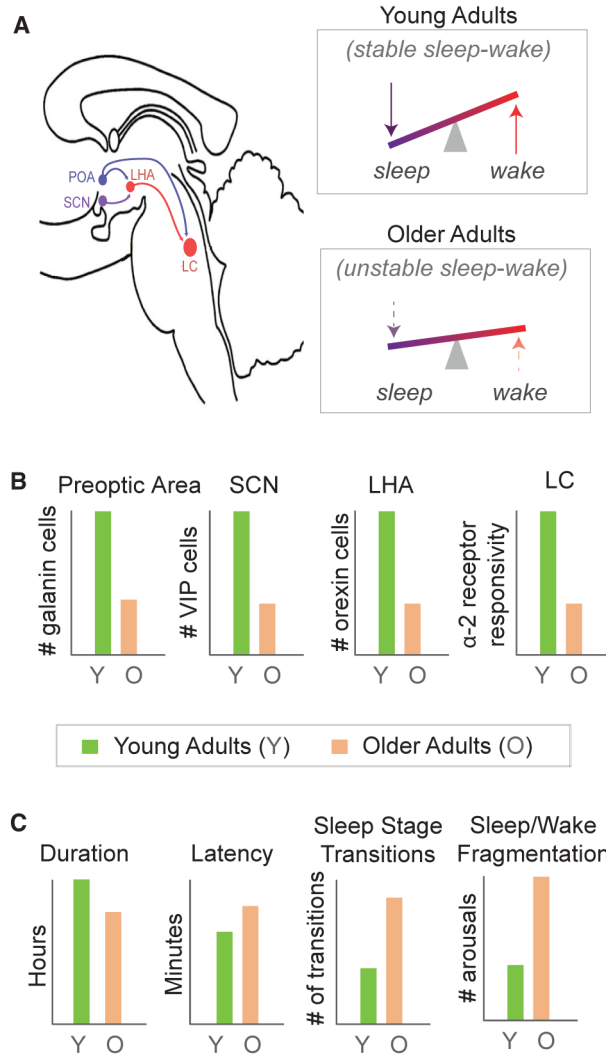 A
Young Adults
(stable sleep-wake)
sleep
wake
POA
LHA
SCN
LC
Older Adults
(unstable sleep-wake)
sleep
wake
B
Preoptic Area
# galanin cells
Y O
SCN
# VIP cells
Y O
LHA
# orexin cells
Y O
LC
α-2 receptor
responsivity
Y O
Young Adults (Y)
Older Adults (O)
C
Duration
Hours
Y O
Latency
Minutes
Y O
Sleep Stage
Transitions
# of transitions
Y O
Sleep/Wake
Fragmentation
# arousals
Y O